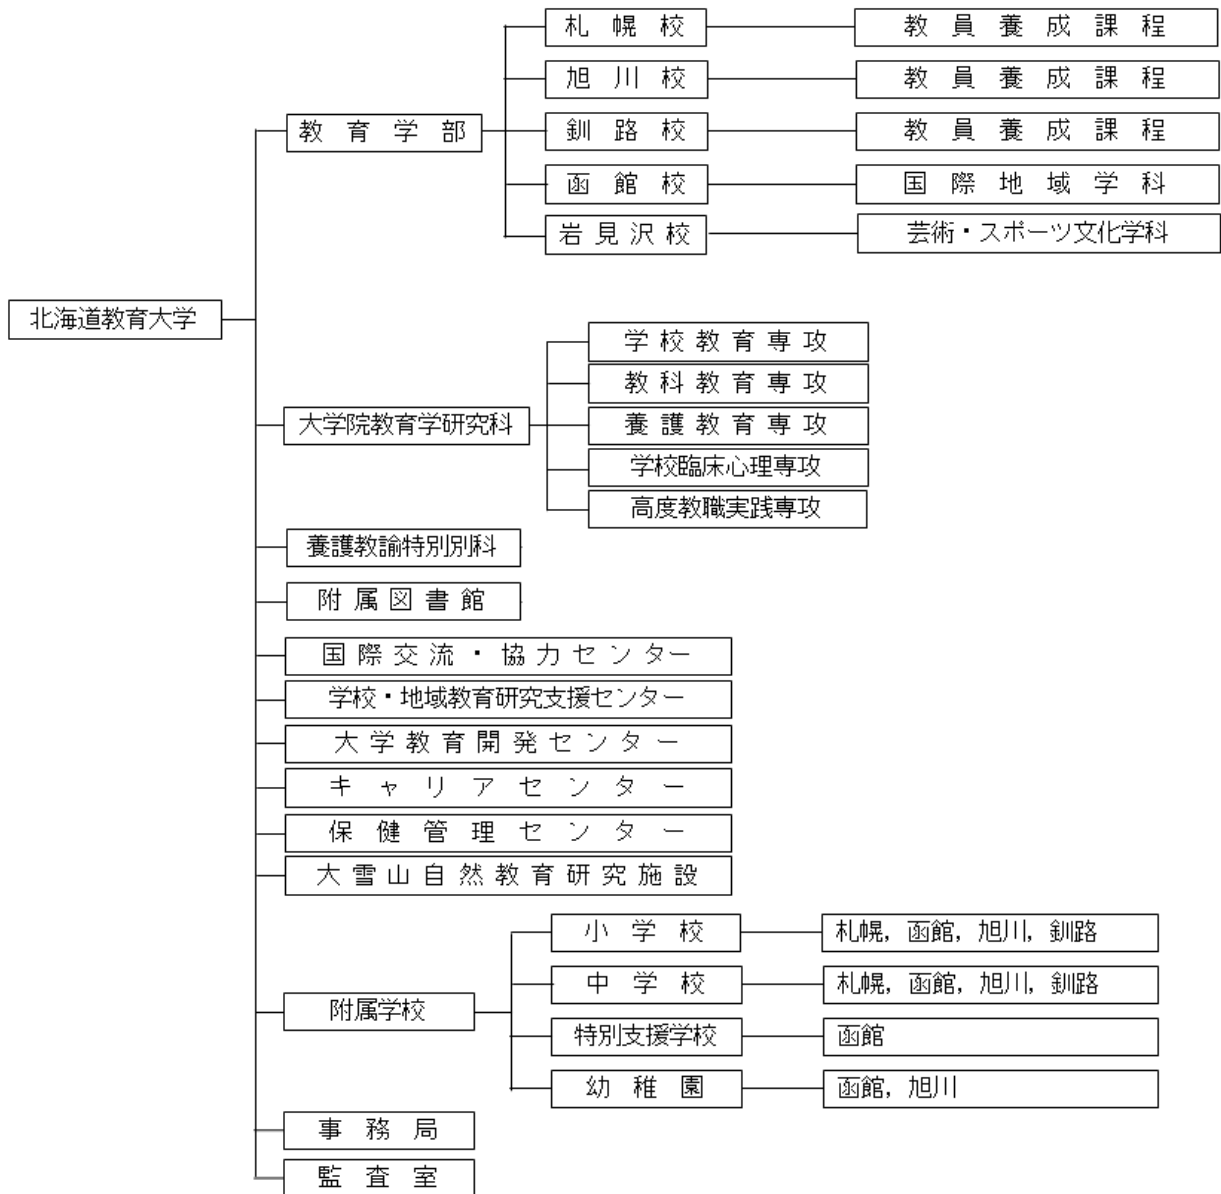 北海道教育大学
教育学部
札幌校
教員養成課程
旭川校
教員養成課程
釧路校
教員養成課程
函館校
国際地域学科
岩見沢校
芸術・スポーツ文化学科
大学院教育学研究科
学校教育専攻
教科教育専攻
養護教育専攻
学校臨床心理専攻
高度教職実践専攻
養護教諭特別別科
附属図書館
国際交流・協力センター
学校・地域教育研究支援センター
大学教育開発センター
キャリアセンター
保健管理センター
大雪山自然教育研究施設
附属学校
小学校
札幌，函館，旭川，釧路
中学校
札幌，函館，旭川，釧路
特別支援学校
函館
幼稚園
函館，旭川
事務局
監査室